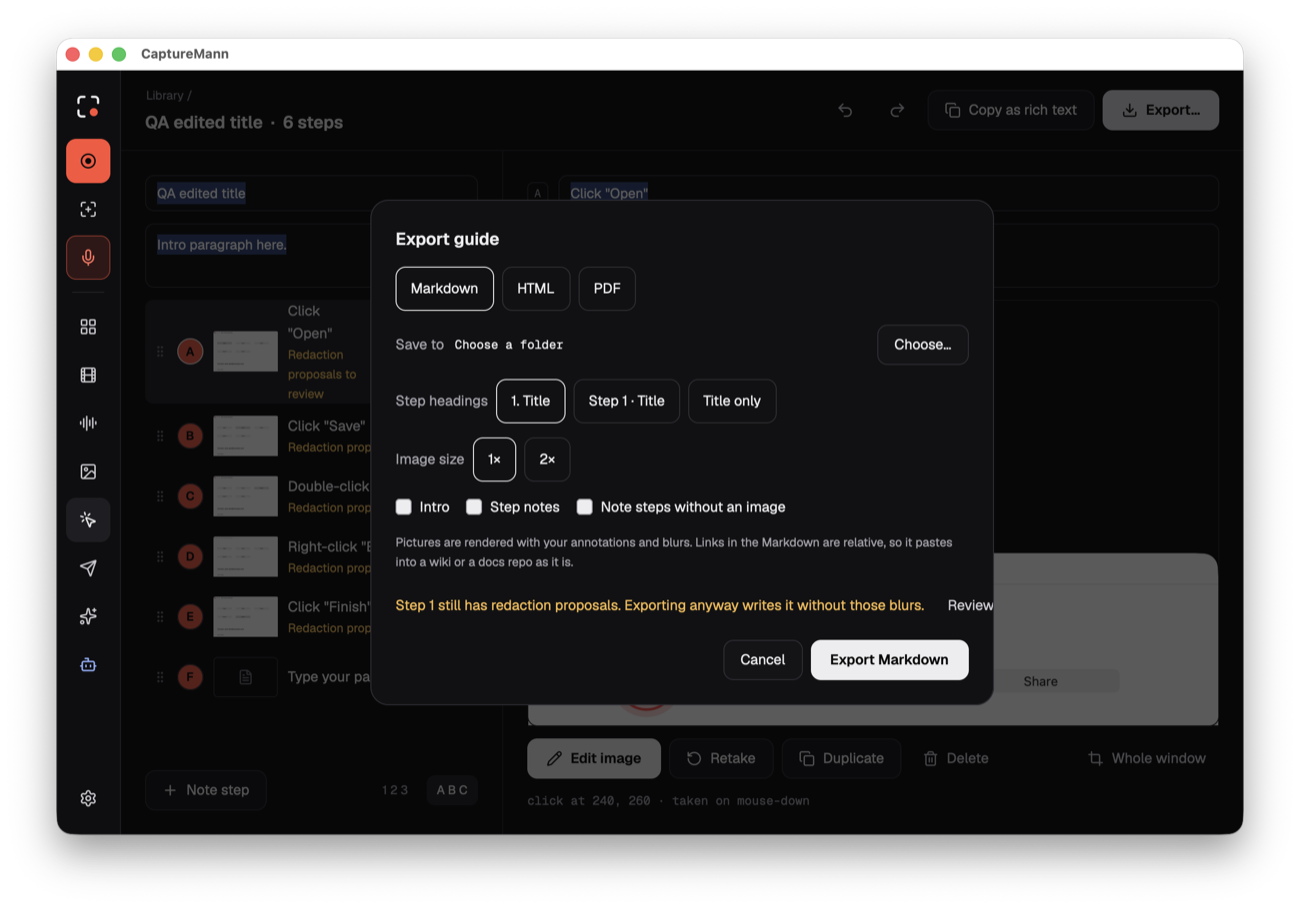 CaptureMann
Library /
QA edited title · 6 steps
Copy as rich text
Export...
QA edited title
A
Click "Open"
Intro paragraph here.
Export guide
Markdown
HTML
PDF
Save to Choose a folder
Choose...
Step headings
1. Title
Step 1 · Title
Title only
Image size
1×
2×
Intro
Step notes
Note steps without an image
Pictures are rendered with your annotations and blurs. Links in the Markdown are relative, so it pastes
into a wiki or a docs repo as it is.
Step 1 still has redaction proposals. Exporting anyway writes it without those blurs.
Review
Cancel
Export Markdown
A
Click
"Open"
Redaction
proposals to
review
B
Click "Save"
Redaction prop
C
Double-click
Redaction prop
D
Right-click "
Redaction prop
E
Click "Finish"
Redaction prop
F
Type your pa
Share
Edit image
Retake
Duplicate
Delete
Whole window
Note step
1 2 3
A B C
click at 240, 260 · taken on mouse-down